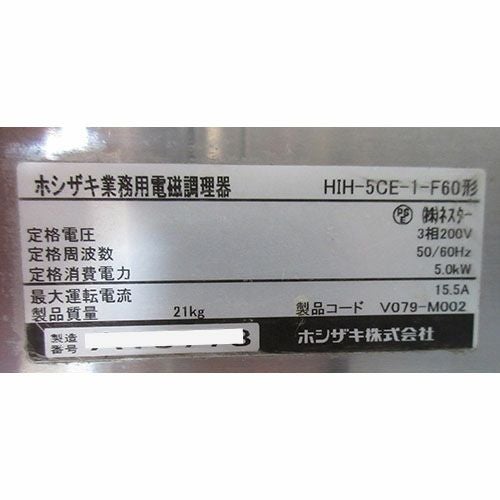 ホシザキ業務用電磁調理器 HIH-5CE-1-F60形
PSE ㈱ネスター
定格電圧 3相200V
定格周波数 50/60Hz
定格消費電力 5.0kW
最大運転電流 15.5A
製品質量 21kg 製品コード V079-M002
製造番号 ホシザキ株式会社